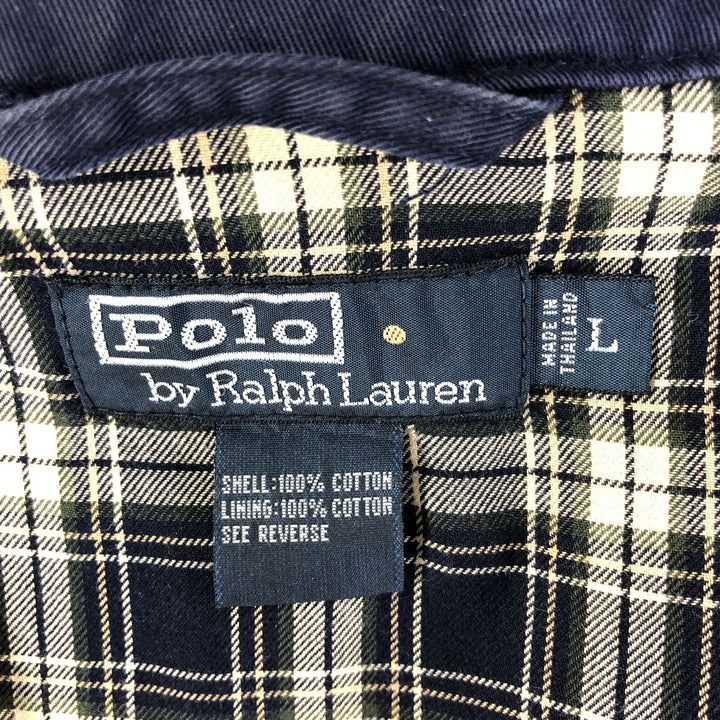 Polo
by Ralph Lauren
MADE IN
THAILAND
L
SHELL:100% COTTON
LINING:100% COTTON
SEE REVERSE